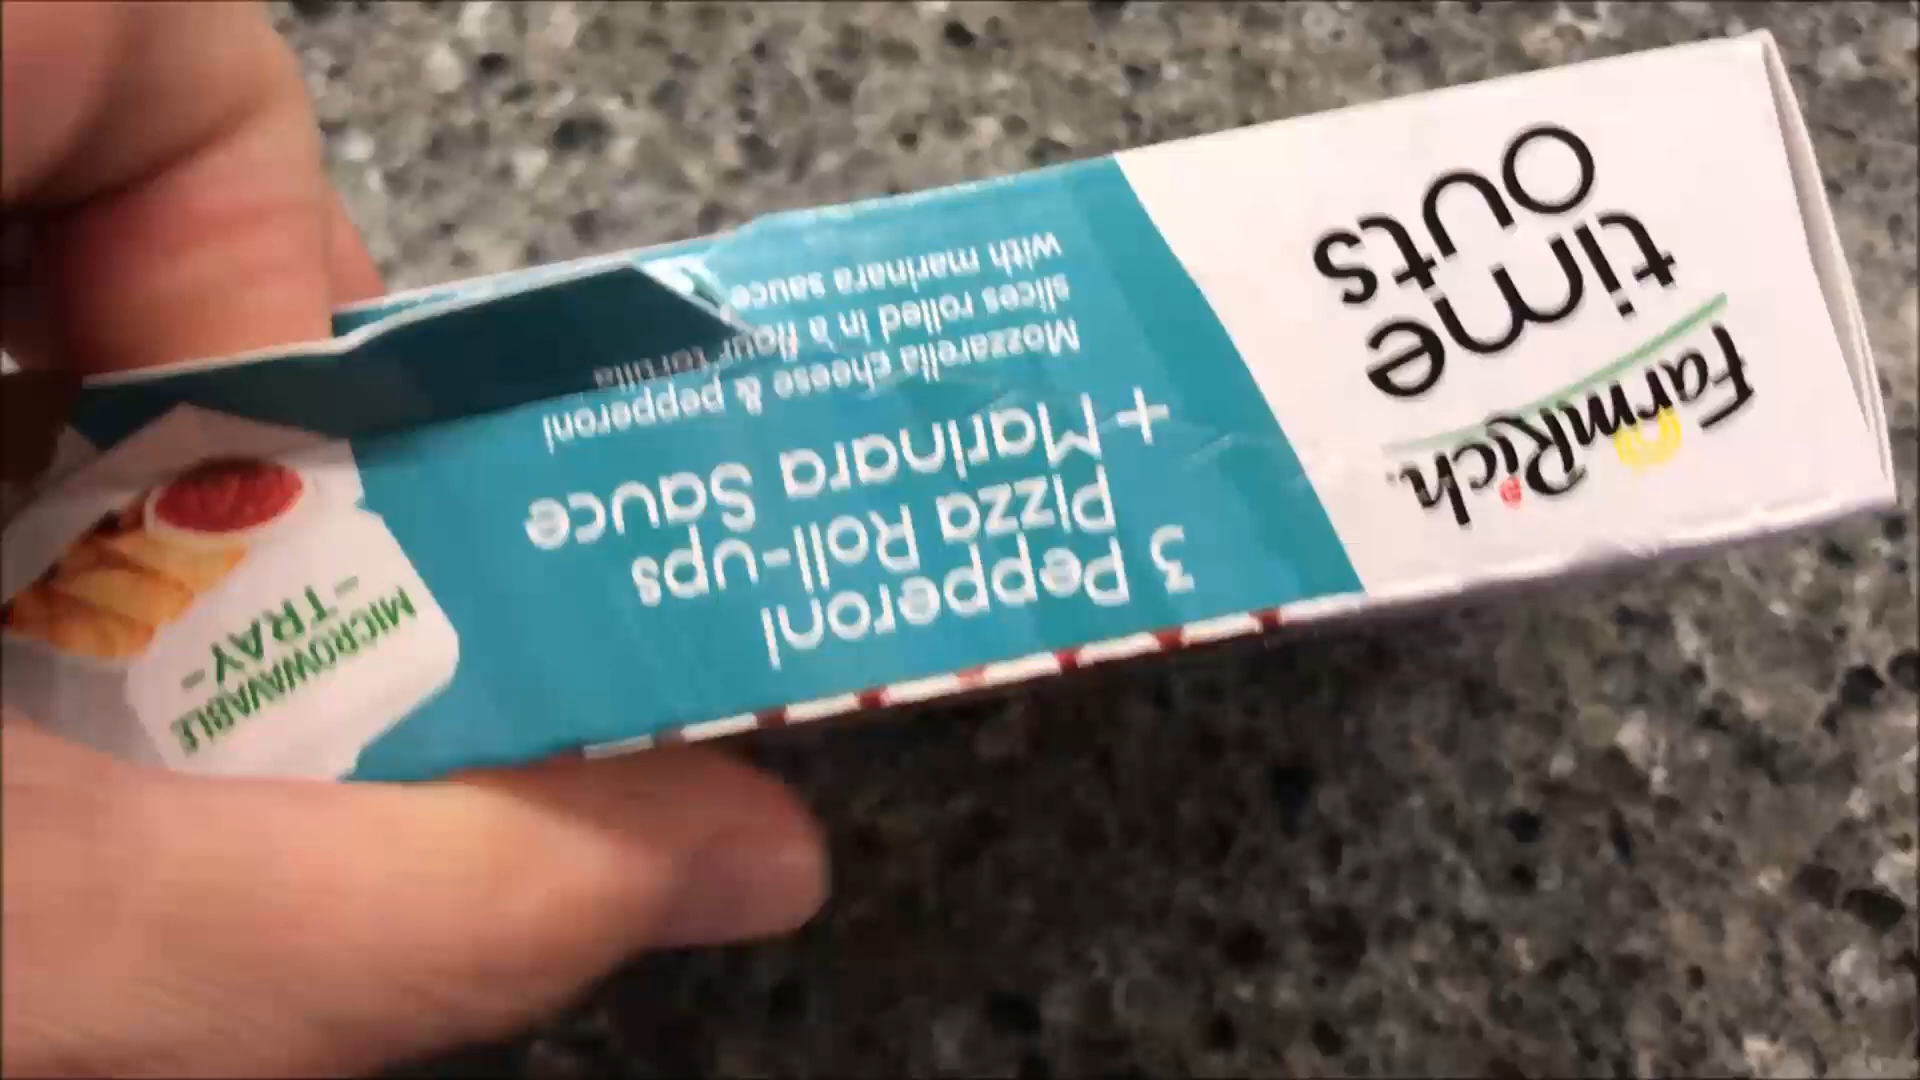 FarmRich.
time
outs
3 Pepperoni
Pizza Roll-ups
+Marinara Sauce
Mozzarella cheese & pepperoni
slices rolled in a flour tortilla
with marinara sauce
MICROWAVABLE
-TRAY-